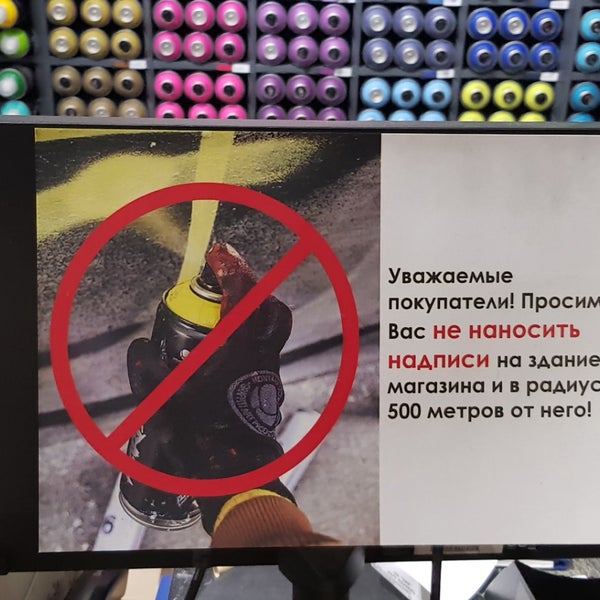 Уважаемые
покупатели! Просим
Вас не наносить
надписи на здание
магазина и в радиус
500 метров от него!